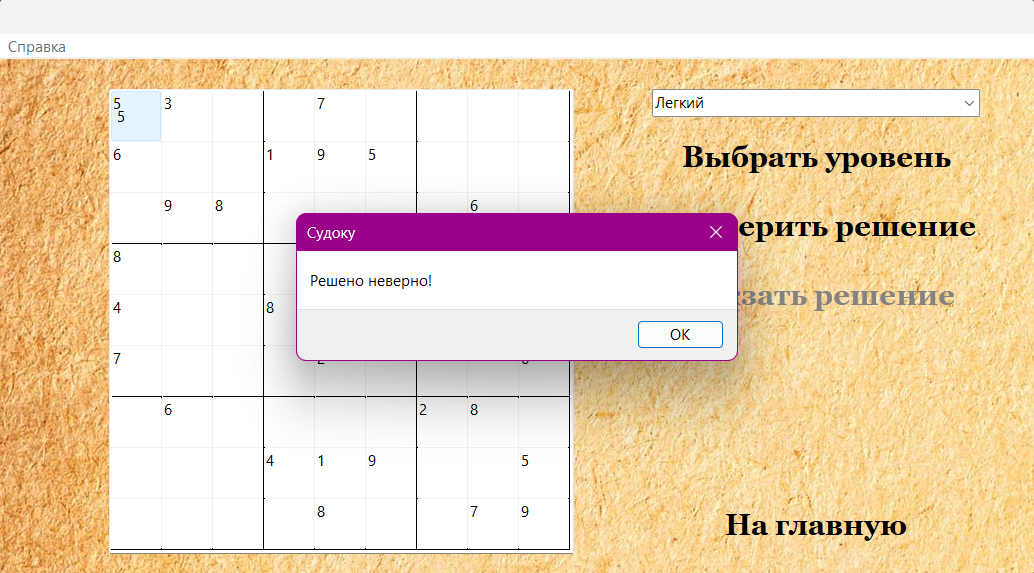 Справка
5 3 7
5
Легкий
6 1 9 5
Выбрать уровень
9 8 6
Судоку
ерить решение
8
Решено неверно!
4 8
зать решение
OK
7
6 2 8
4 1 9 5
8 7 9
На главную